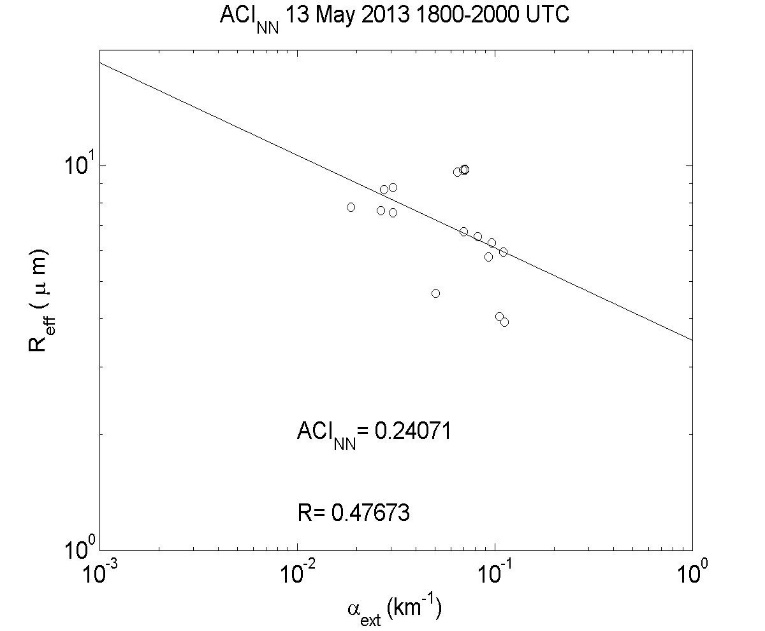 ACI_NN 13 May 2013 1800-2000 UTC
10^1
R_eff ( μ m)
ACI_NN= 0.24071
R= 0.47673
10^0
10^-3 10^-2 10^-1 10^0
α_ext (km^-1)